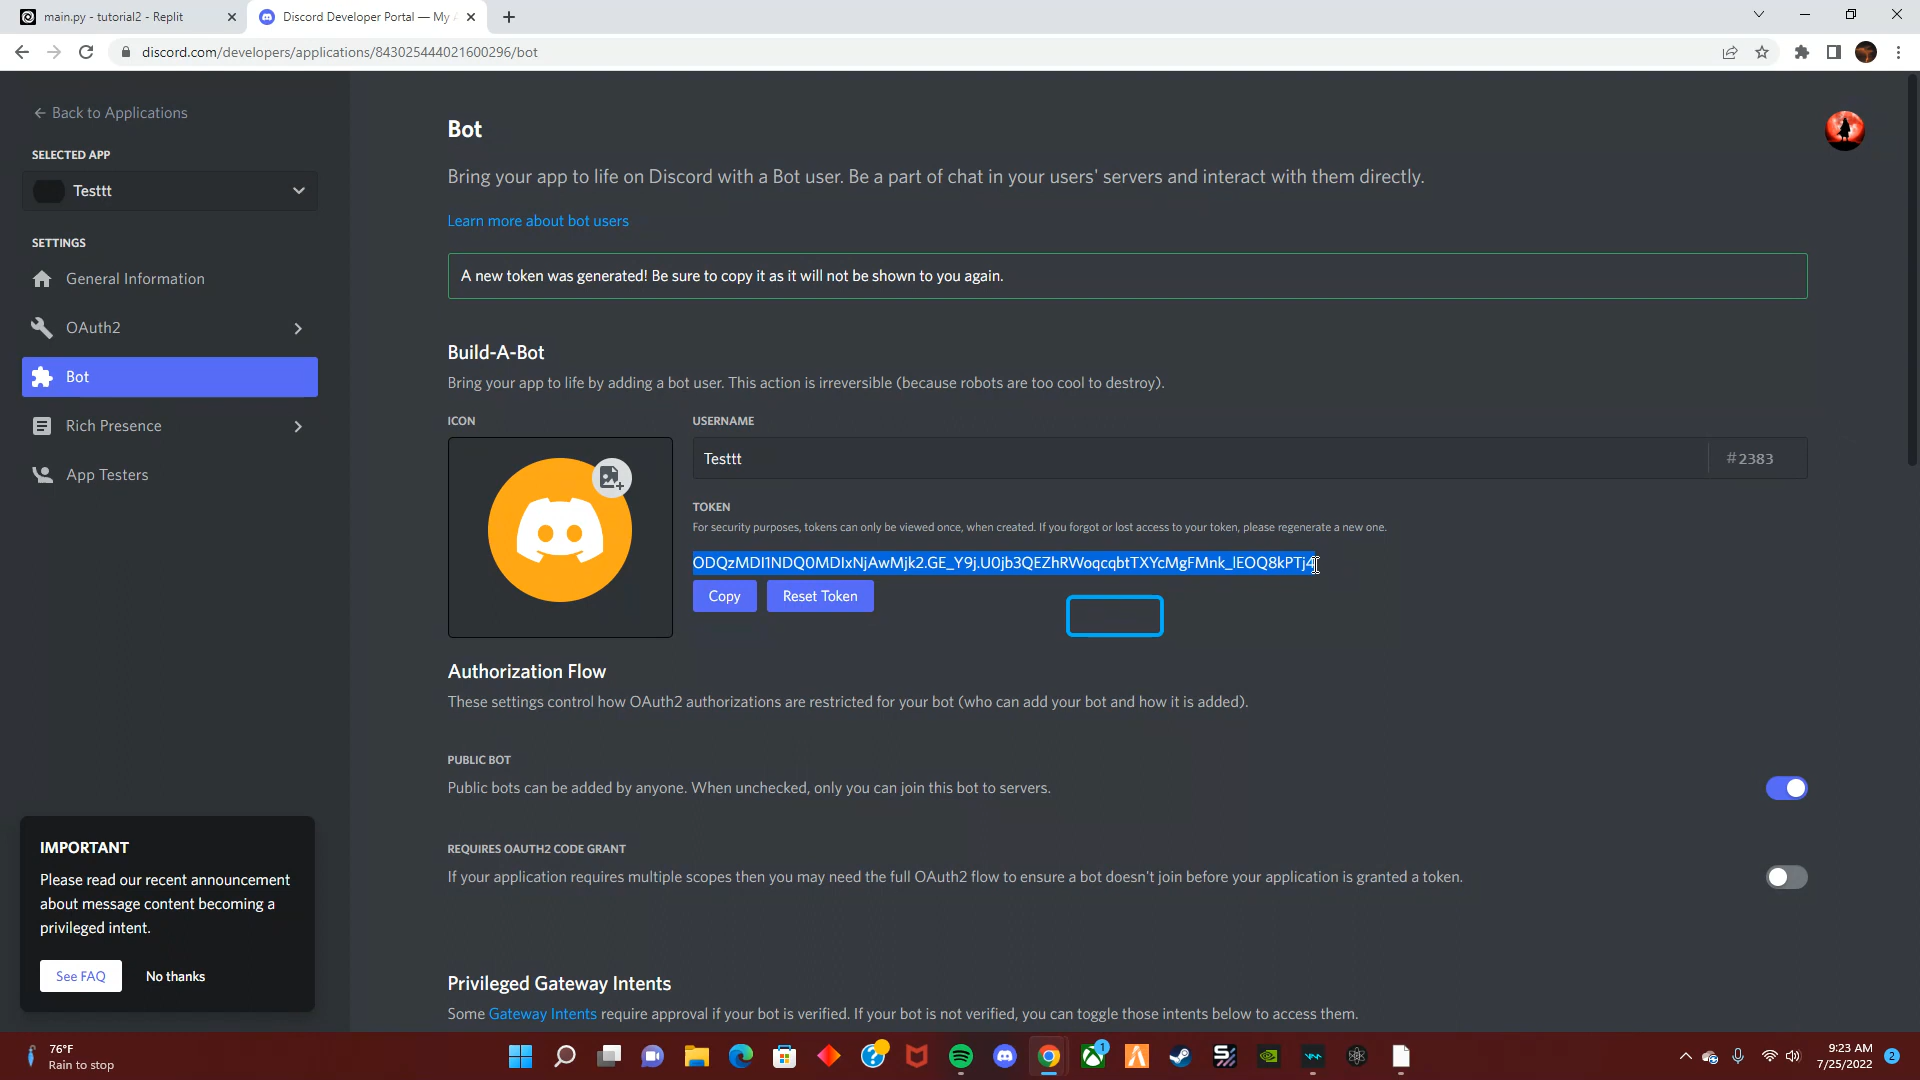 main.py - tutorial2 - Replit
Discord Developer Portal — My
discord.com/developers/applications/843025444021600296/bot
← Back to Applications
SELECTED APP
Testtt
SETTINGS
General Information
OAuth2
Bot
Rich Presence
App Testers
IMPORTANT
Please read our recent announcement
about message content becoming a
privileged intent.
See FAQ
No thanks
Bot
Bring your app to life on Discord with a Bot user. Be a part of chat in your users' servers and interact with them directly.
Learn more about bot users
A new token was generated! Be sure to copy it as it will not be shown to you again.
Build-A-Bot
Bring your app to life by adding a bot user. This action is irreversible (because robots are too cool to destroy).
ICON
USERNAME
Testtt
#2383
TOKEN
For security purposes, tokens can only be viewed once, when created. If you forgot or lost access to your token, please regenerate a new one.
Copy
Reset Token
Authorization Flow
These settings control how OAuth2 authorizations are restricted for your bot (who can add your bot and how it is added).
PUBLIC BOT
Public bots can be added by anyone. When unchecked, only you can join this bot to servers.
REQUIRES OAUTH2 CODE GRANT
If your application requires multiple scopes then you may need the full OAuth2 flow to ensure a bot doesn't join before your application is granted a token.
Privileged Gateway Intents
Some Gateway Intents require approval if your bot is verified. If your bot is not verified, you can toggle those intents below to access them.
76°F
Rain to stop
1
9:23 AM
7/25/2022
2